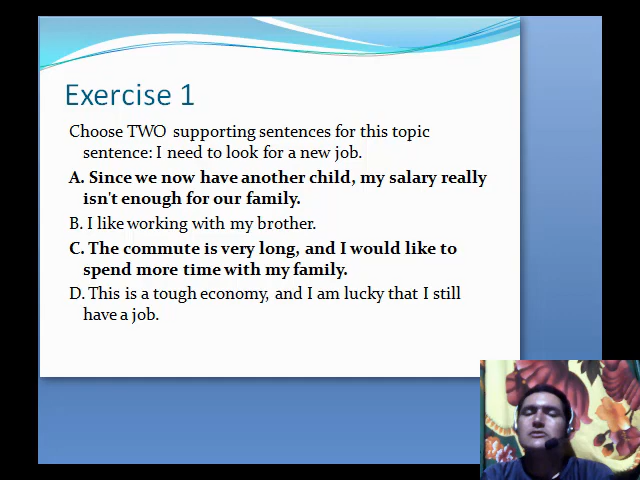 Exercise 1
Choose TWO supporting sentences for this topic
sentence: I need to look for a new job.
A. Since we now have another child, my salary really
isn't enough for our family.
B. I like working with my brother.
C. The commute is very long, and I would like to
spend more time with my family.
D. This is a tough economy, and I am lucky that I still
have a job.